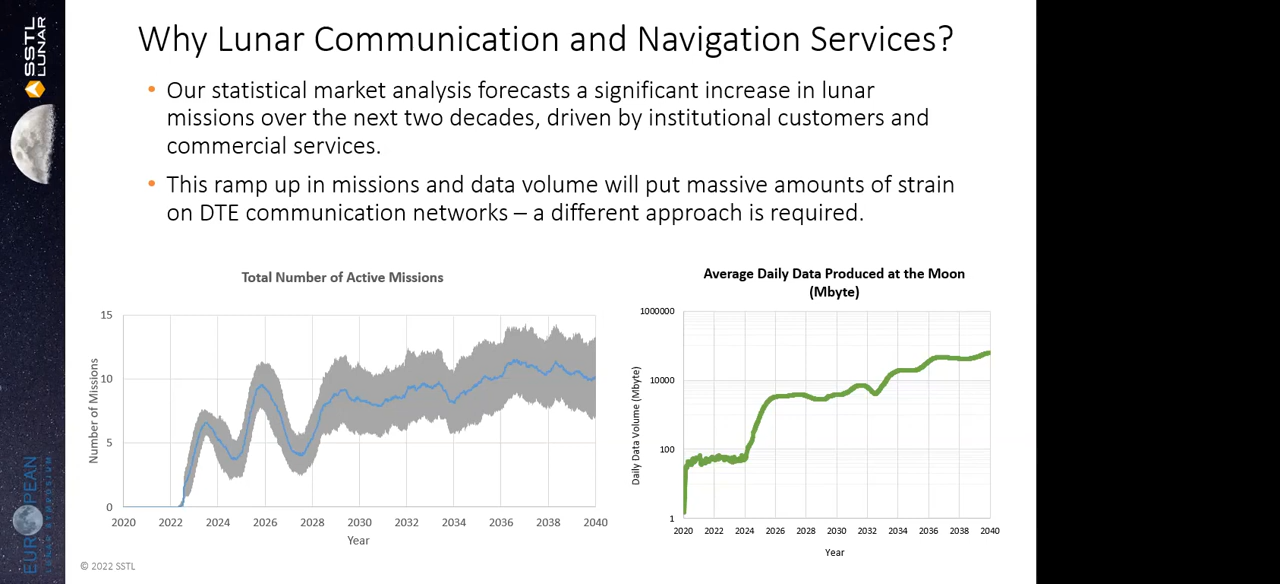 SSTL
LUNAR
EUROPEAN
LUNAR SYMPOSIUM
Why Lunar Communication and Navigation Services?
• Our statistical market analysis forecasts a significant increase in lunar
missions over the next two decades, driven by institutional customers and
commercial services.
• This ramp up in missions and data volume will put massive amounts of strain
on DTE communication networks – a different approach is required.
Total Number of Active Missions
Number of Missions
15
10
5
0
2020 2022 2024 2026 2028 2030 2032 2034 2036 2038 2040
Year
Average Daily Data Produced at the Moon
(Mbyte)
Daily Data Volume (Mbyte)
1000000
10000
100
1
2020 2022 2024 2026 2028 2030 2032 2034 2036 2038 2040
Year
© 2022 SSTL